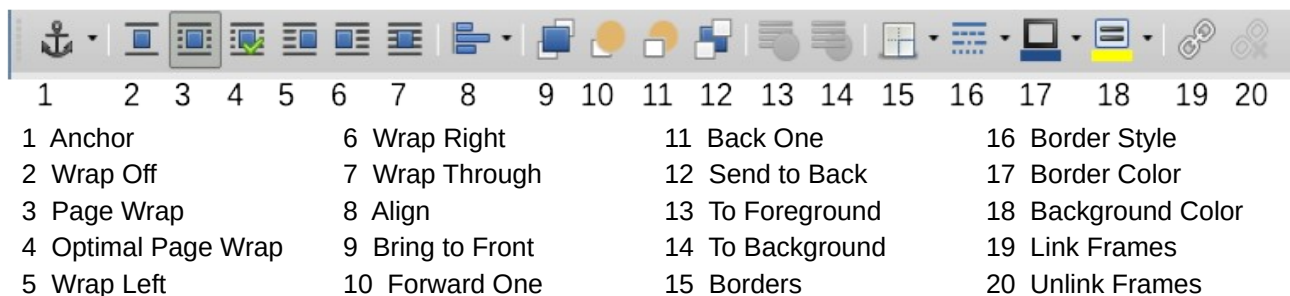 1 2 3 4 5 6 7 8 9 10 11 12 13 14 15 16 17 18 19 20
1 Anchor
2 Wrap Off
3 Page Wrap
4 Optimal Page Wrap
5 Wrap Left
6 Wrap Right
7 Wrap Through
8 Align
9 Bring to Front
10 Forward One
11 Back One
12 Send to Back
13 To Foreground
14 To Background
15 Borders
16 Border Style
17 Border Color
18 Background Color
19 Link Frames
20 Unlink Frames